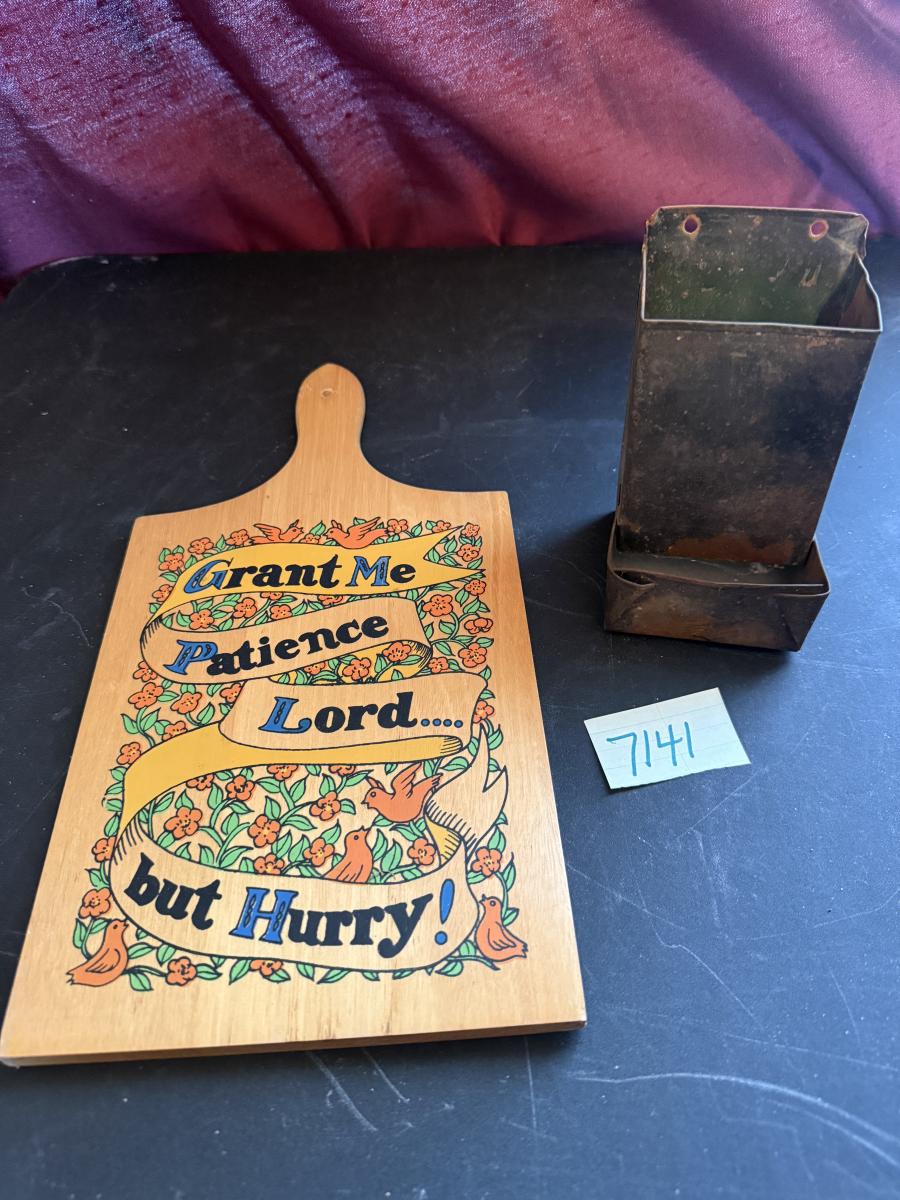 Grant Me
Patience
Lord....
but Hurry!
7141